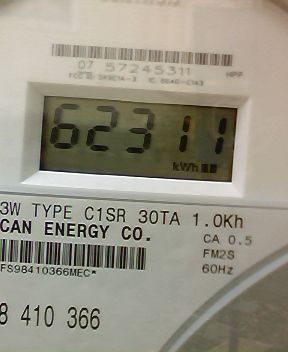 07 57245311 HPP
62311
kWh
3W TYPE C1SR 30TA 1.0Kh
CAN ENERGY CO.
CA 0.5
FM2S
FS98410366MEC*
60Hz
8 410 366